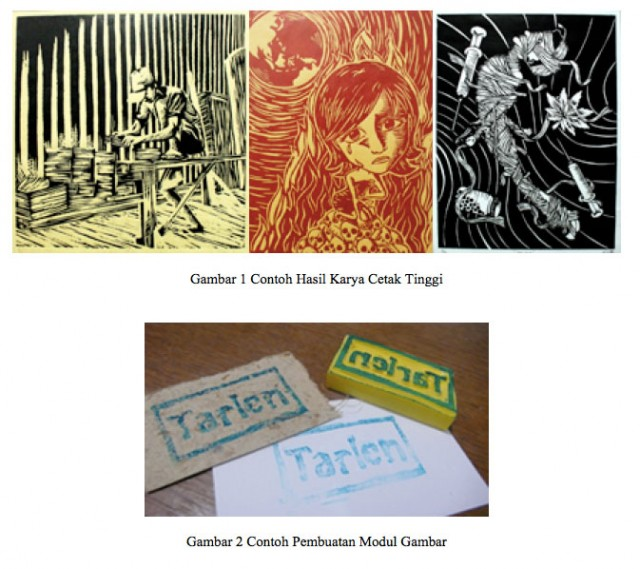 Gambar 1 Contoh Hasil Karya Cetak Tinggi
Tarlen
Tarlen
Tarlen
Gambar 2 Contoh Pembuatan Modul Gambar